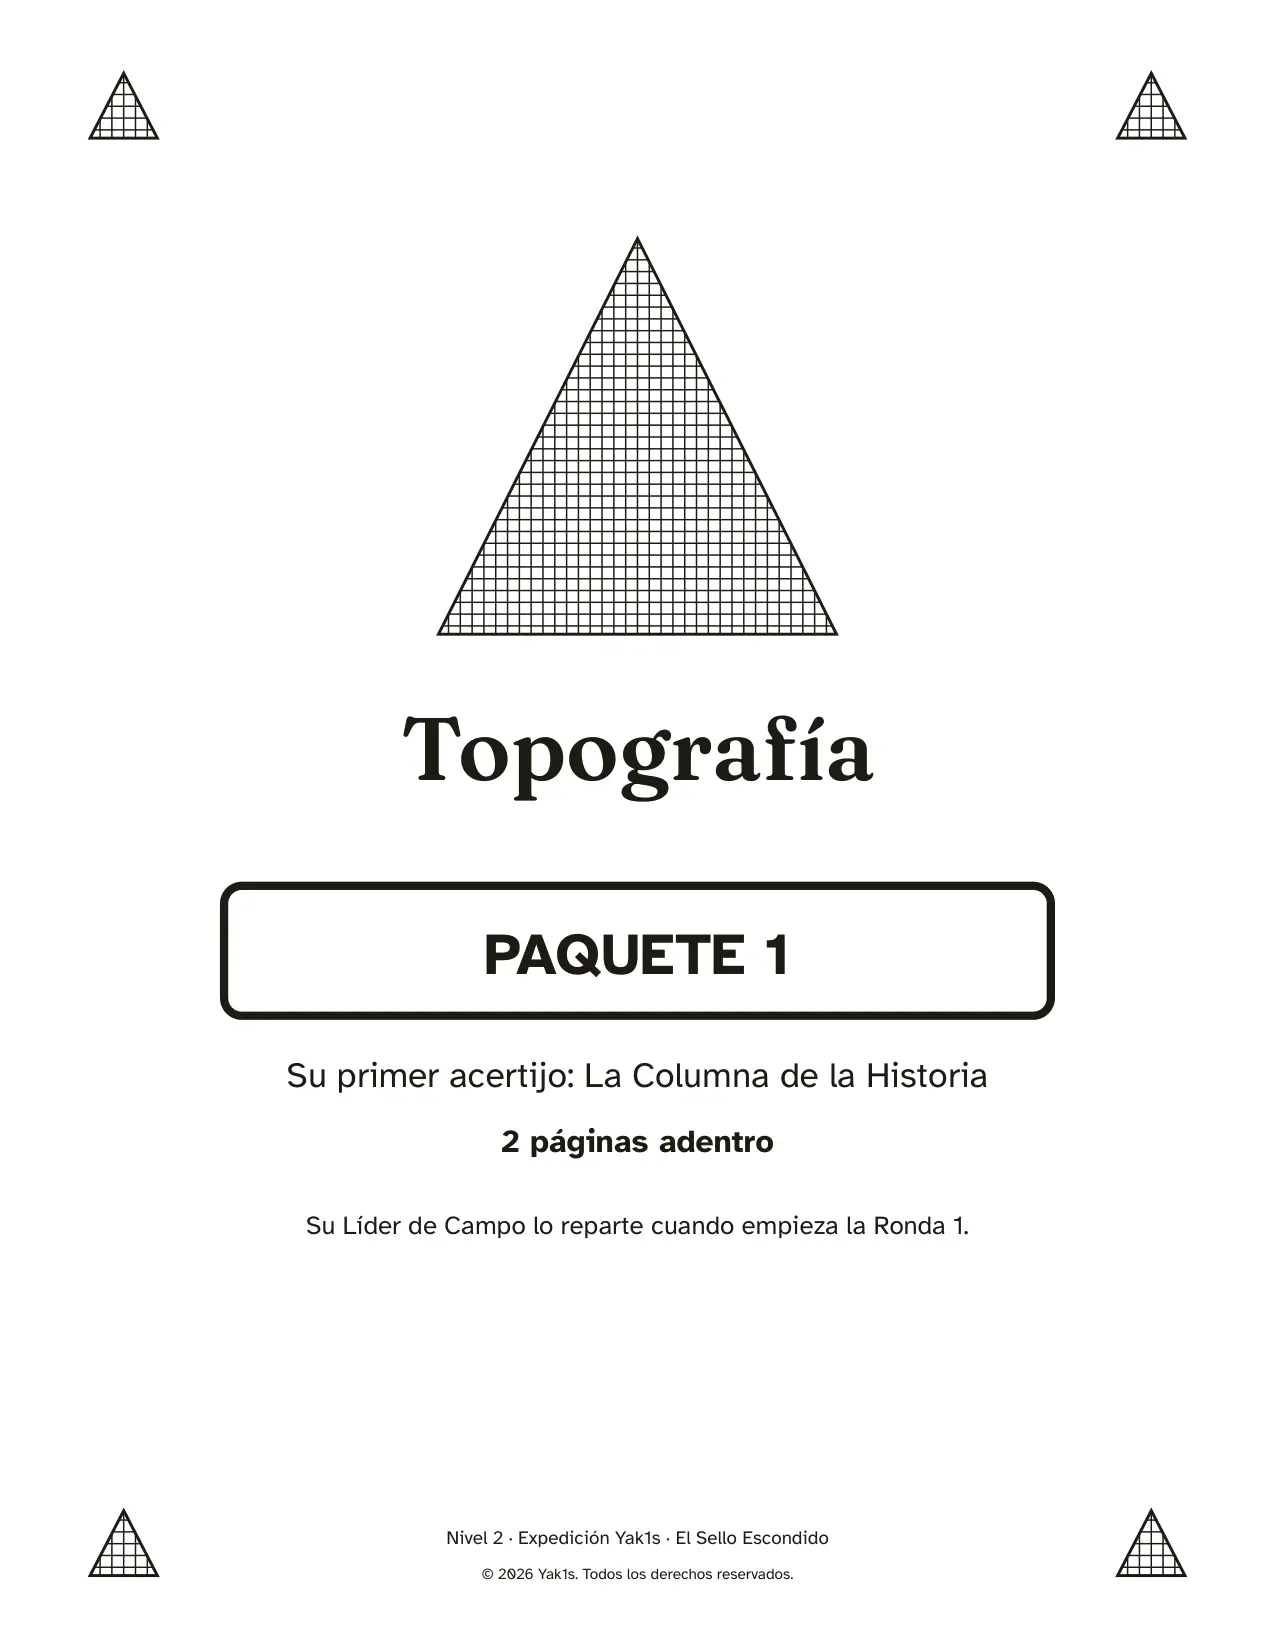 Topografía
PAQUETE 1
Su primer acertijo: La Columna de la Historia
2 páginas adentro
Su Líder de Campo lo reparte cuando empieza la Ronda 1.
Nivel 2 · Expedición Yak1s · El Sello Escondido
© 2026 Yak1s. Todos los derechos reservados.